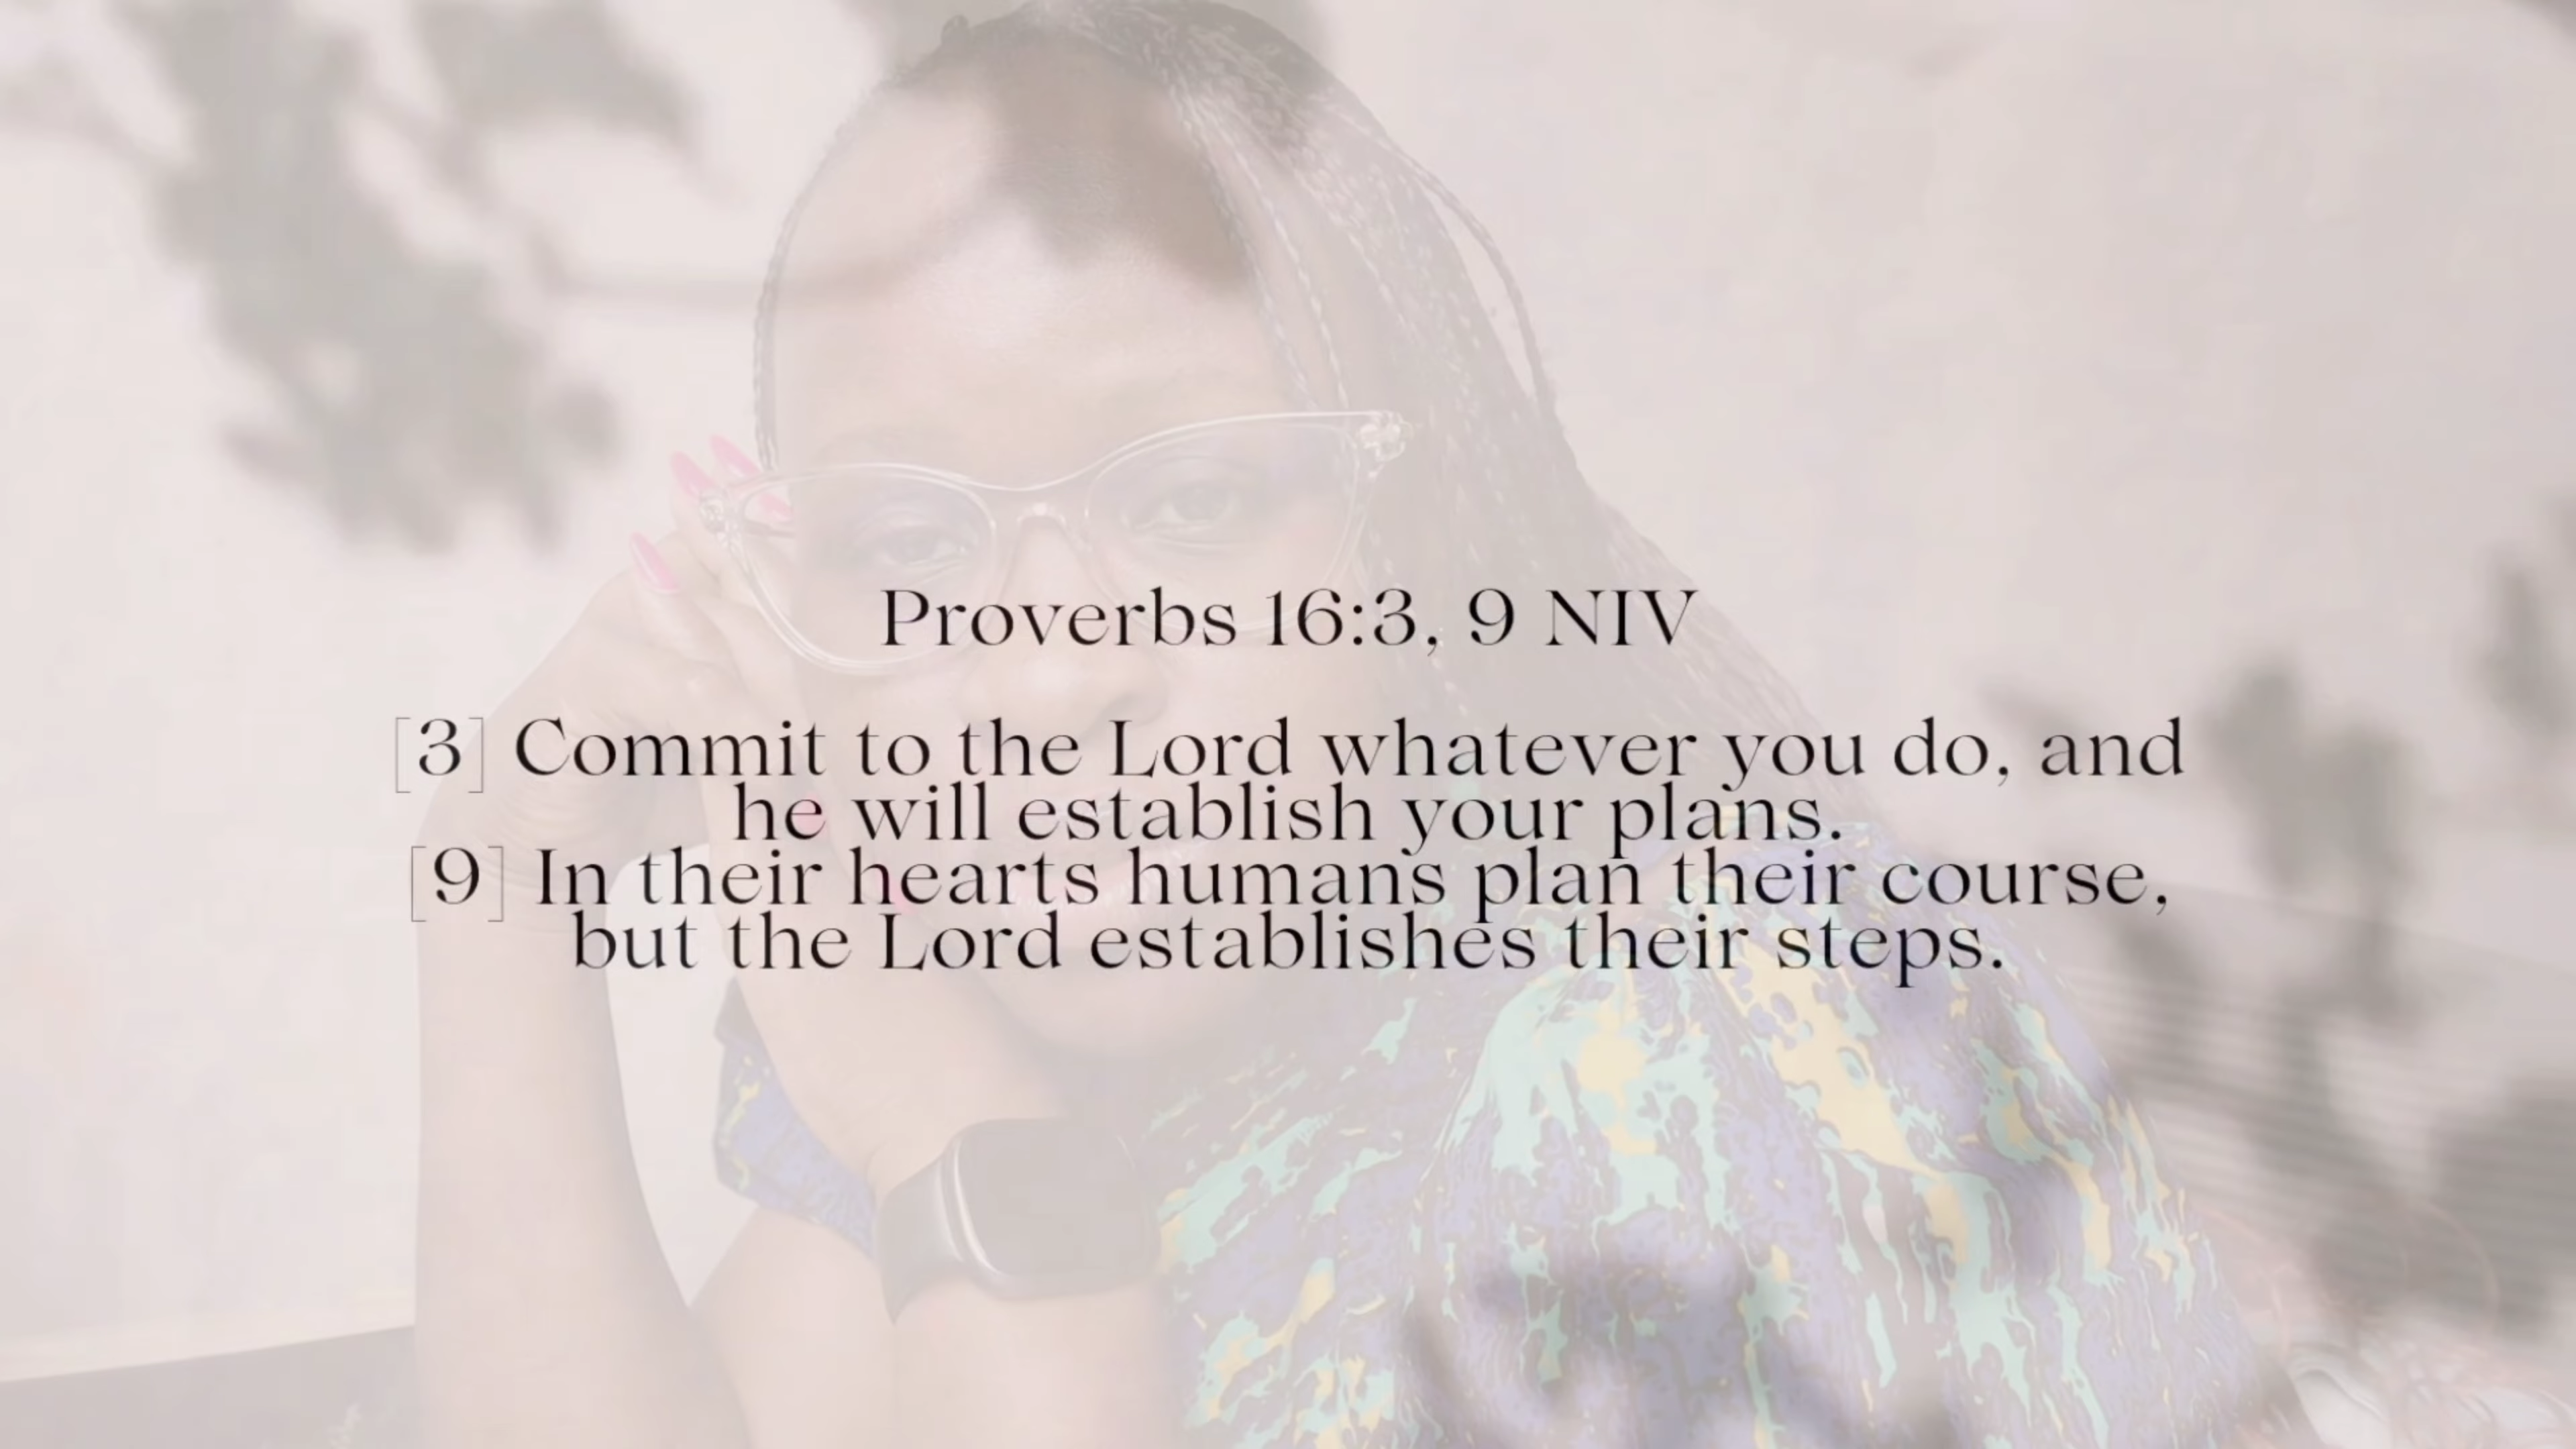 Proverbs 16:3, 9 NIV
[3] Commit to the Lord whatever you do, and
he will establish your plans.
[9] In their hearts humans plan their course,
but the Lord establishes their steps.